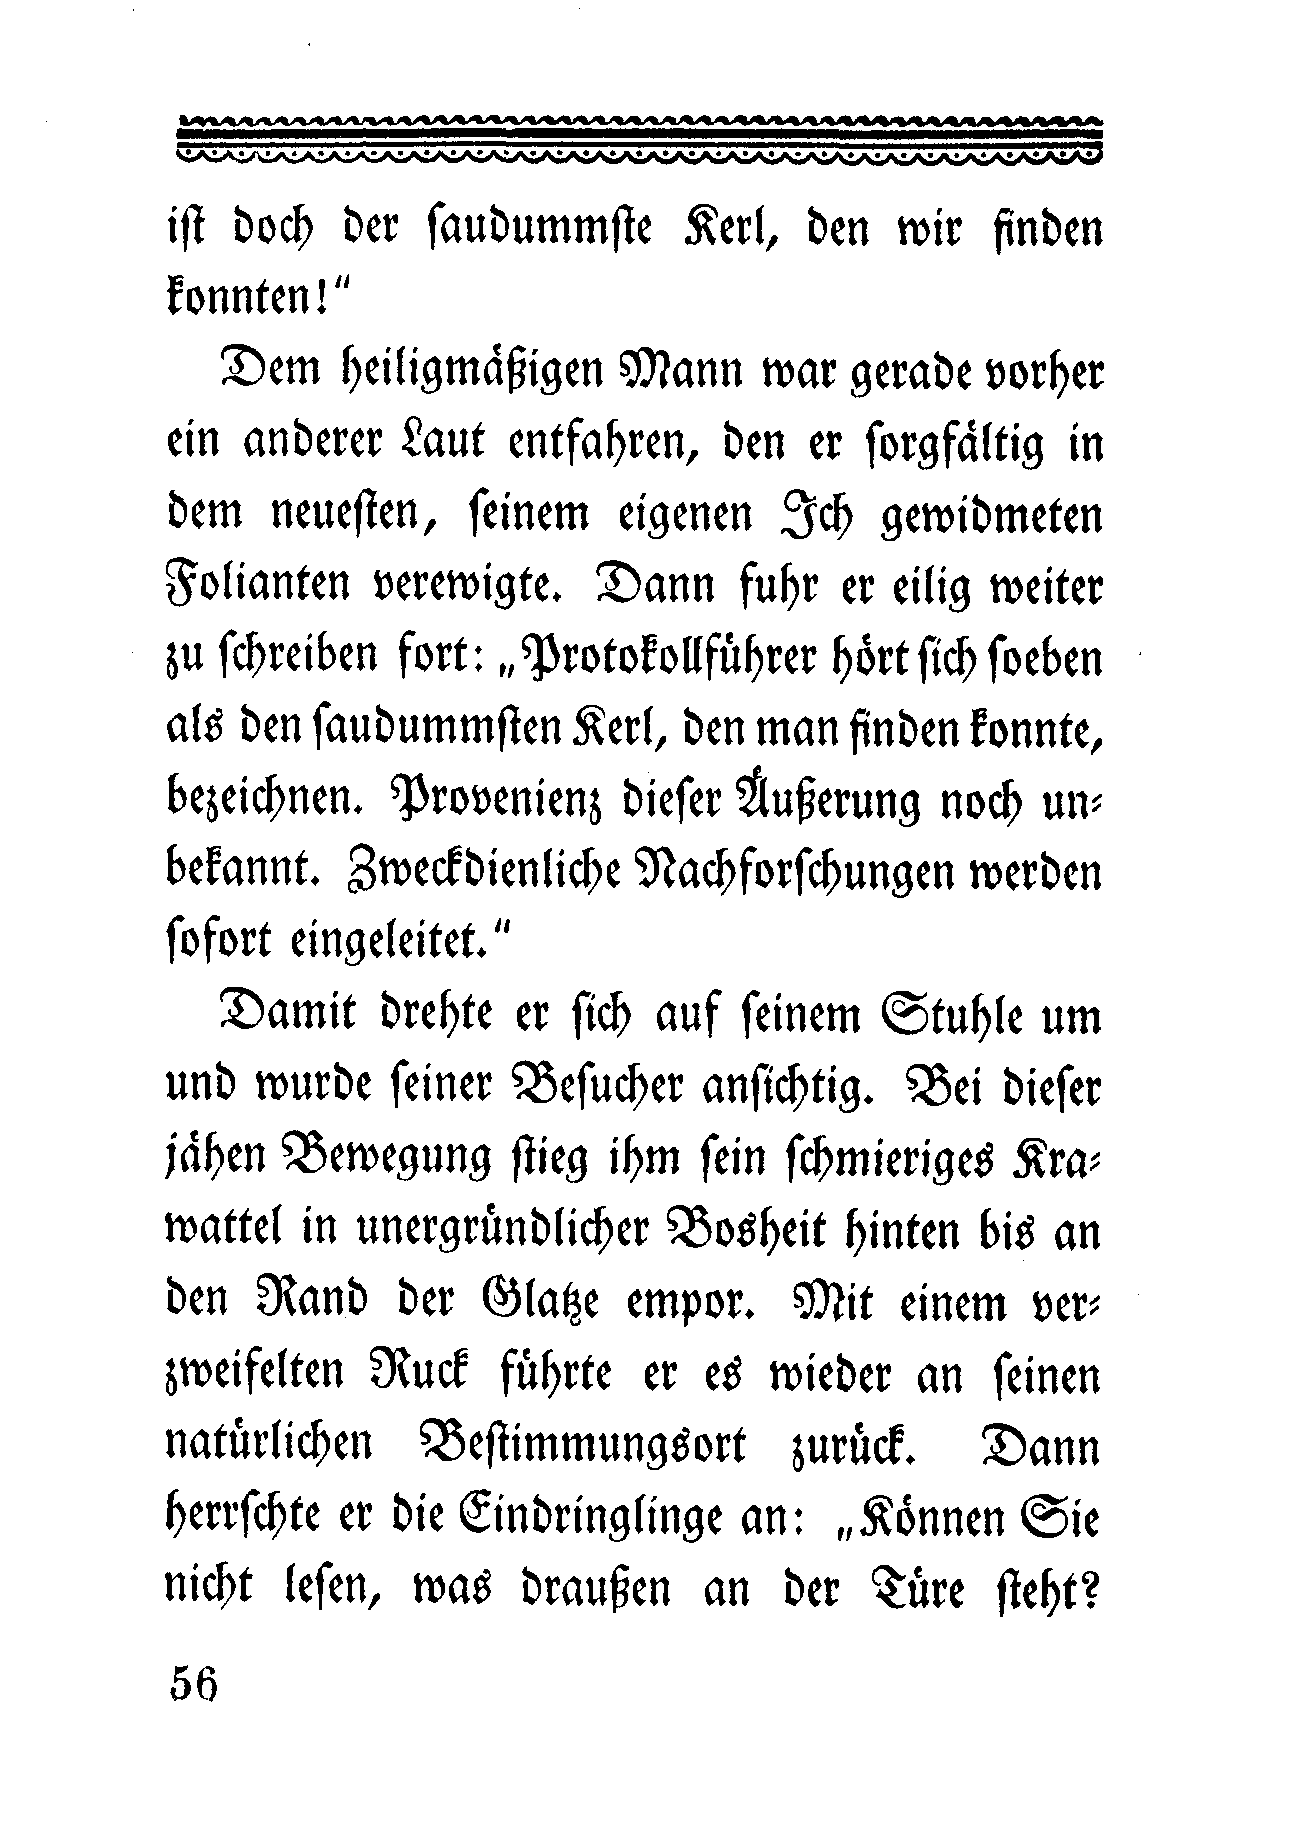 ist doch der saudummste Kerl, den wir finden
konnten!“
Dem heiligmäßigen Mann war gerade vorher
ein anderer Laut entfahren, den er sorgfältig in
dem neuesten, seinem eigenen Ich gewidmeten
Folianten verewigte. Dann fuhr er eilig weiter
zu schreiben fort: „Protokollführer hört sich soeben
als den saudummsten Kerl, den man finden konnte,
bezeichnen. Provenienz dieser Äußerung noch un-
bekannt. Zweckdienliche Nachforschungen werden
sofort eingeleitet.“
Damit drehte er sich auf seinem Stuhle um
und wurde seiner Besucher ansichtig. Bei dieser
jähen Bewegung stieg ihm sein schmieriges Kra-
wattel in unergründlicher Bosheit hinten bis an
den Rand der Glatze empor. Mit einem ver-
zweifelten Ruck führte er es wieder an seinen
natürlichen Bestimmungsort zurück. Dann
herrschte er die Eindringlinge an: „Können Sie
nicht lesen, was draußen an der Türe steht?
56